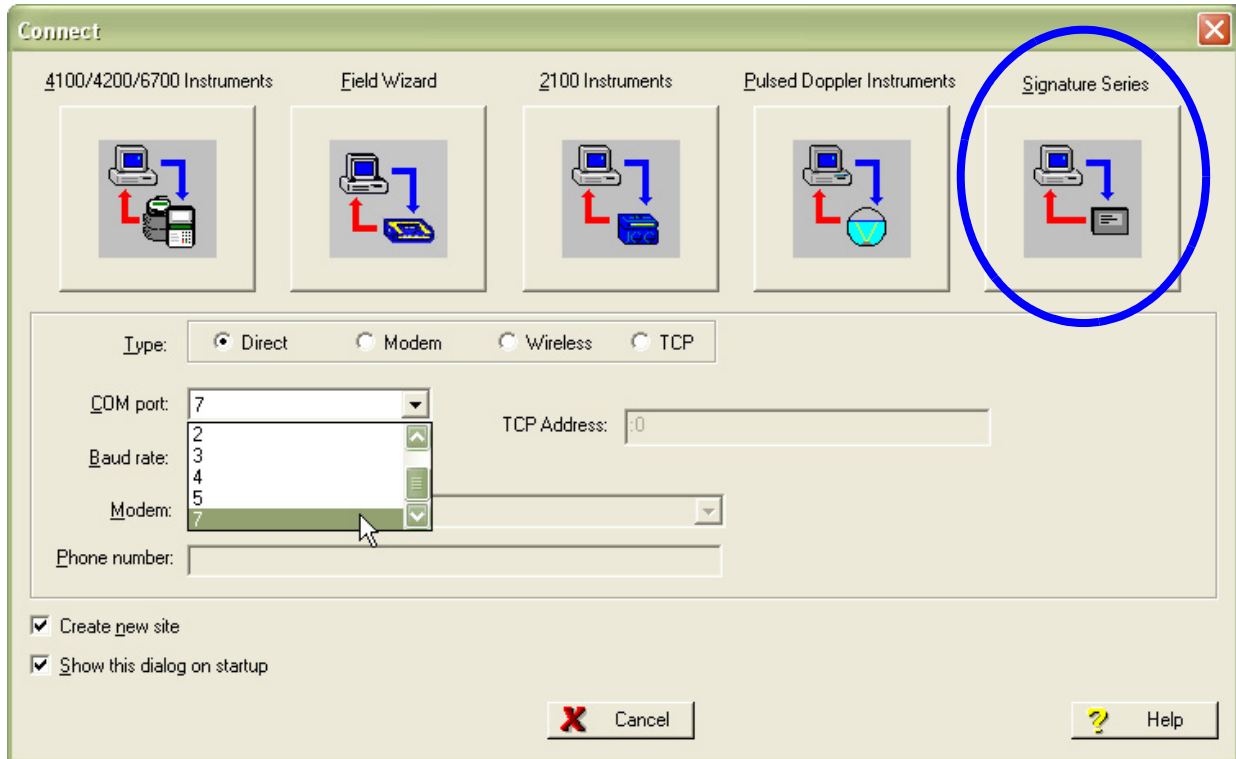 Connect
4100/4200/6700 Instruments
Field Wizard
2100 Instruments
Pulsed Doppler Instruments
Signature Series
Type:
Direct
Modem
Wireless
TCP
COM port:
7
2
3
4
5
7
TCP Address:
:0
Baud rate:
Modem:
Phone number:
Create new site
Show this dialog on startup
Cancel
Help